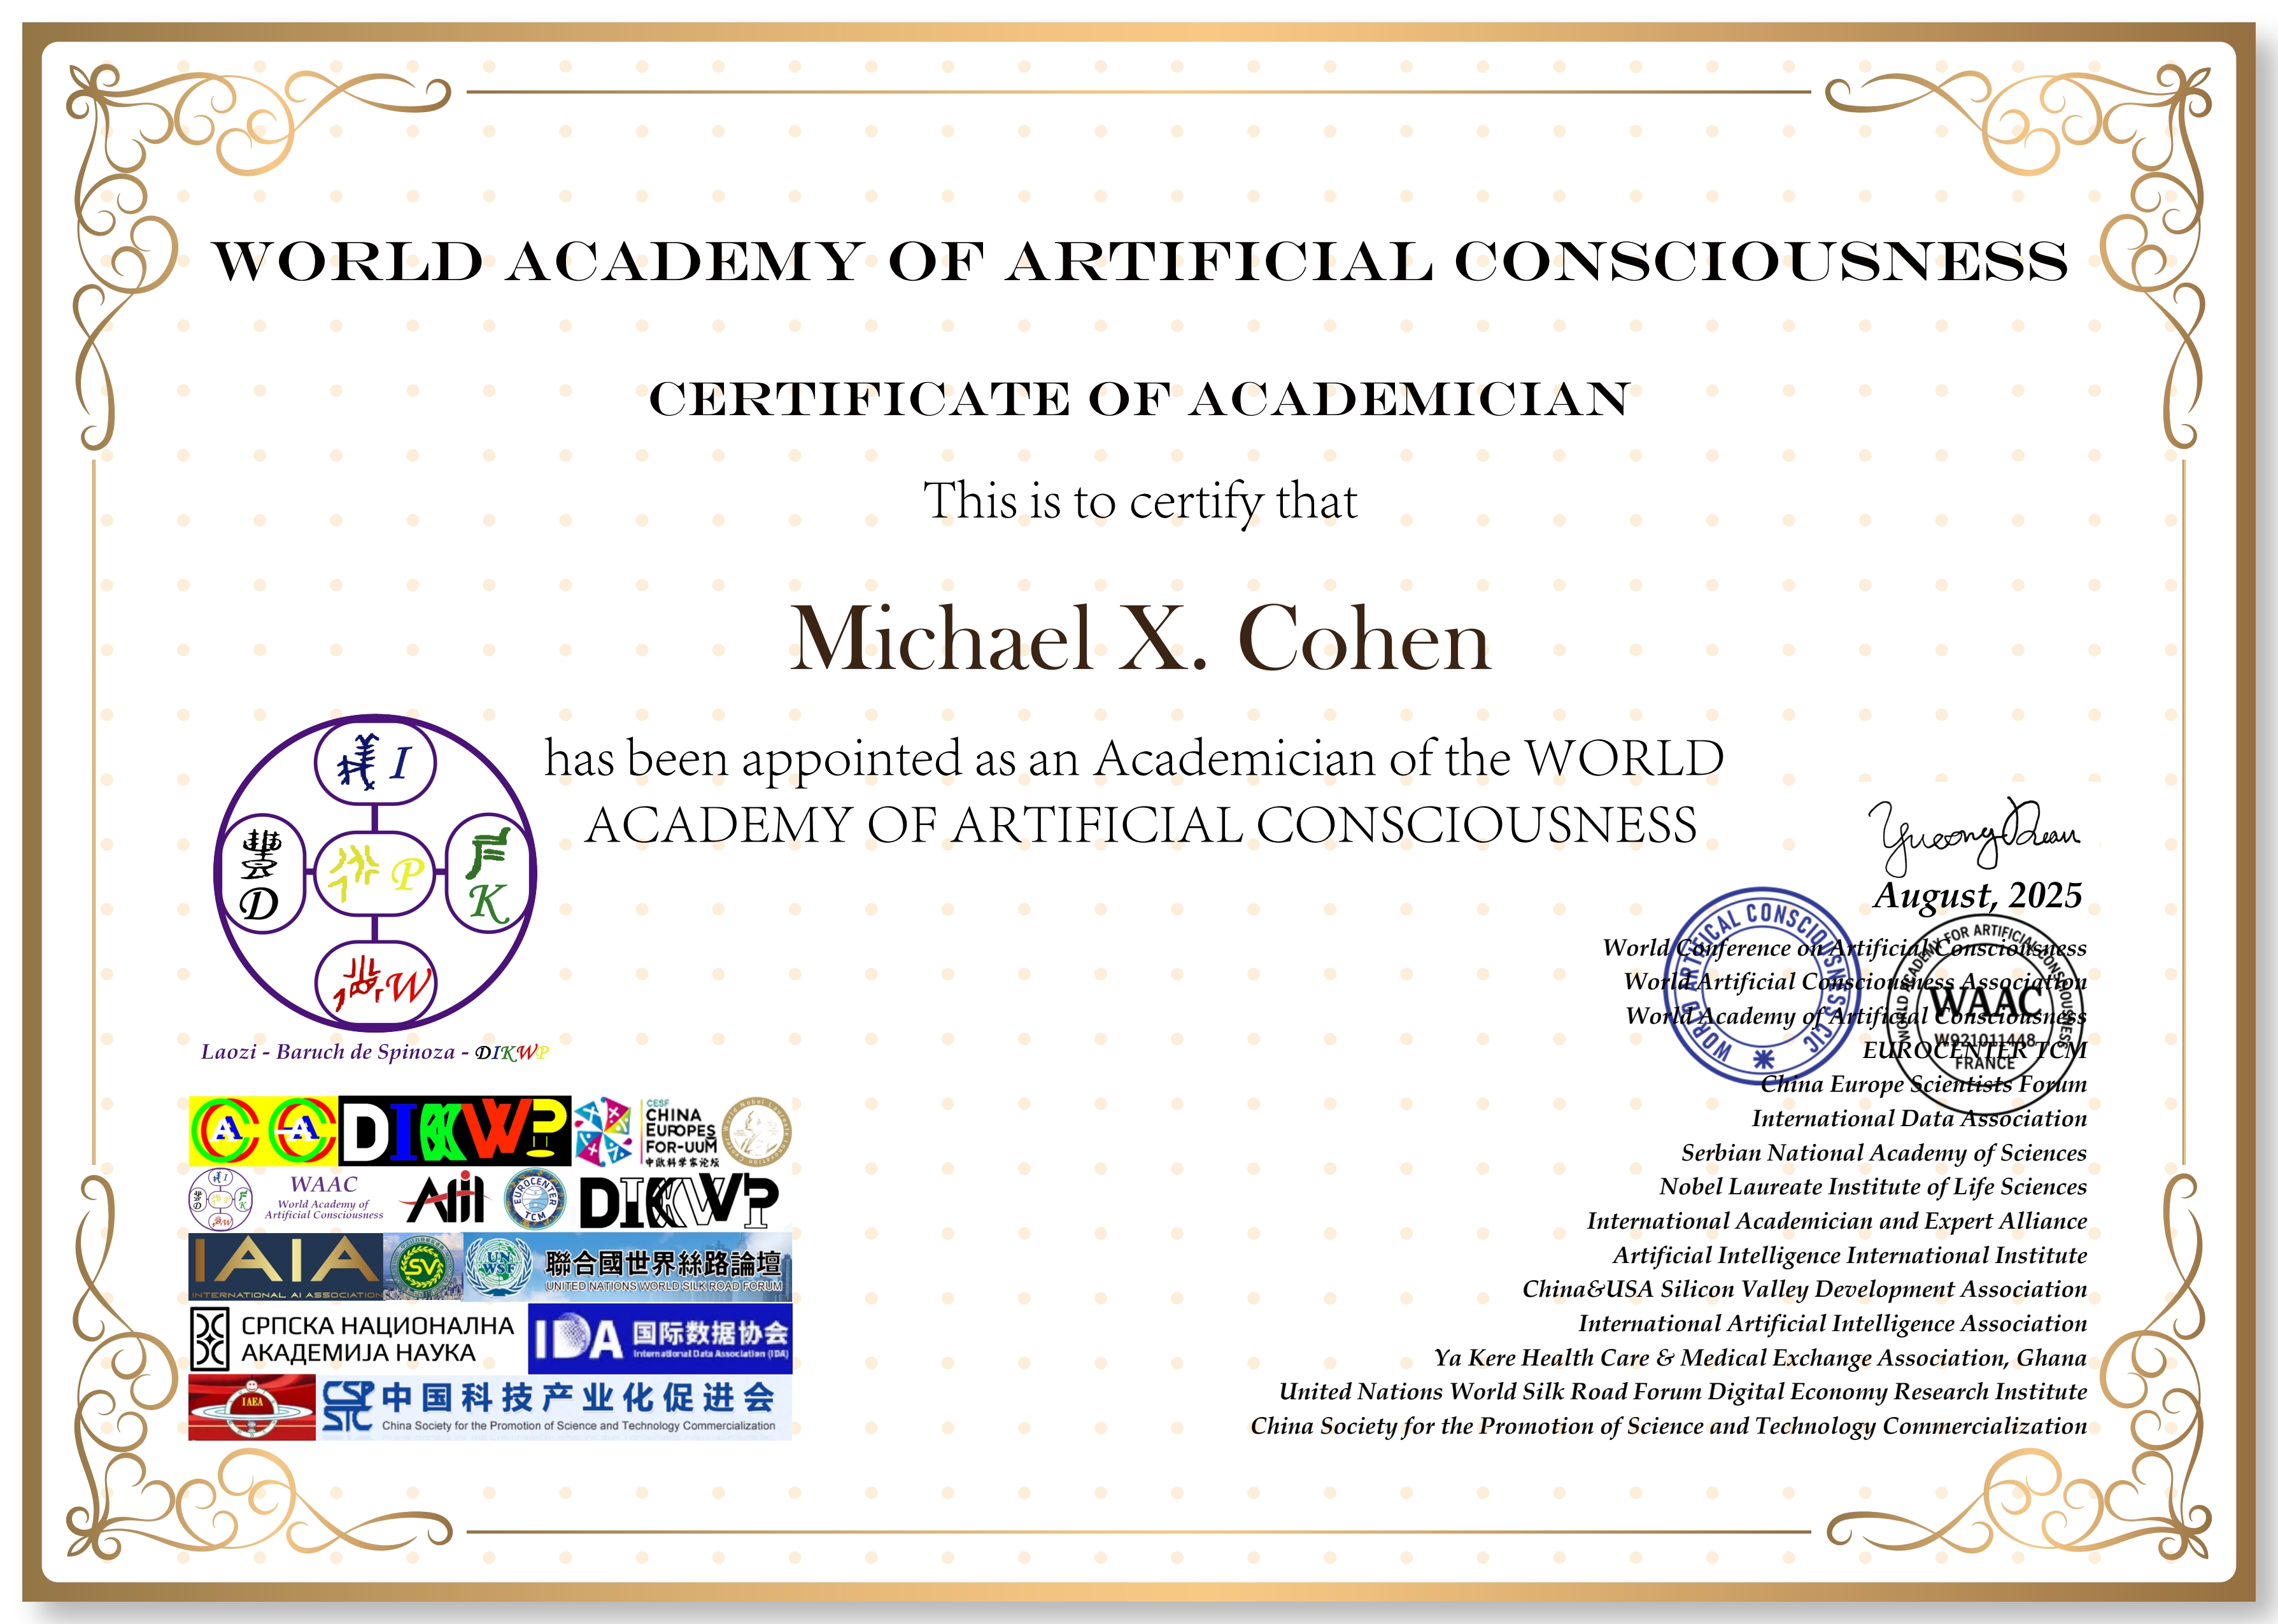 WORLD ACADEMY OF ARTIFICIAL CONSCIOUSNESS
CERTIFICATE OF ACADEMICIAN
This is to certify that
Michael X. Cohen
has been appointed as an Academician of the WORLD
ACADEMY OF ARTIFICIAL CONSCIOUSNESS
I
D
P
K
W
Laozi - Baruch de Spinoza - DIKWP
August, 2025
WORLD ARTIFICAL CONSCIOUSNESS CIC
WORLD ACADEMY FOR ARTIFICIAL CONSCIOUSNESS
WAAC
W921011448
FRANCE
World Conference on Artificial Consciousness
World Artificial Consciousness Association
World Academy of Artificial Consciousness
EUROCENTER TCM
China Europe Scientists Forum
International Data Association
Serbian National Academy of Sciences
Nobel Laureate Institute of Life Sciences
International Academician and Expert Alliance
Artificial Intelligence International Institute
China&USA Silicon Valley Development Association
International Artificial Intelligence Association
Ya Kere Health Care & Medical Exchange Association, Ghana
United Nations World Silk Road Forum Digital Economy Research Institute
China Society for the Promotion of Science and Technology Commercialization
DIKWP
CESF
CHINA
EUROPES
FOR-UUM
中欧科学家论坛
WAAC
World Academy of
Artificial Consciousness
AIII
EUROCENTER
TCM
DIKWP
IAIA
INTERNATIONAL AI ASSOCIATION
SV
UN
WSF
聯合國世界絲路論壇
UNITED NATIONS WORLD SILK ROAD FORUM
СРПСКА НАЦИОНАЛНА
АКАДЕМИЈА НАУКА
IDA
国际数据协会
International Data Association (IDA)
IAEA
CSP
STC
中国科技产业化促进会
China Society for the Promotion of Science and Technology Commercialization